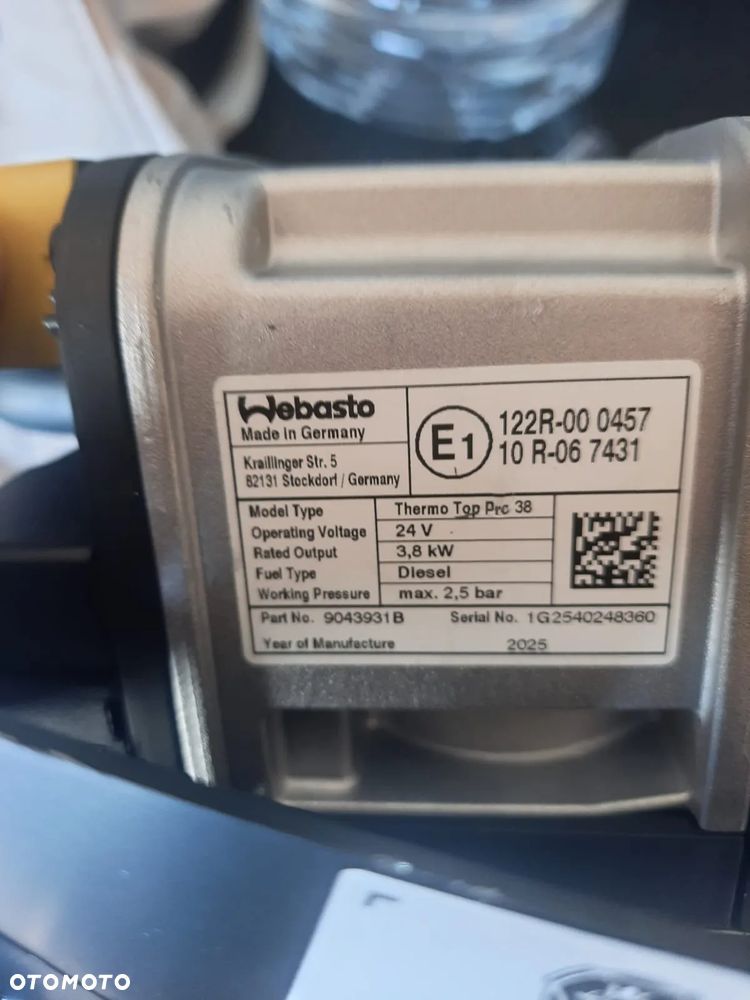 Webasto
Made in Germany
Kraillinger Str. 5
82131 Stockdorf / Germany
E1
122R-00 0457
10 R-06 7431
Model Type Thermo Top Pro 38
Operating Voltage 24 V
Rated Output 3,8 kW
Fuel Type Diesel
Working Pressure max. 2,5 bar
Part No. 9043931B Serial No. 1G2540248360
Year of Manufacture 2025
OTOMOTO